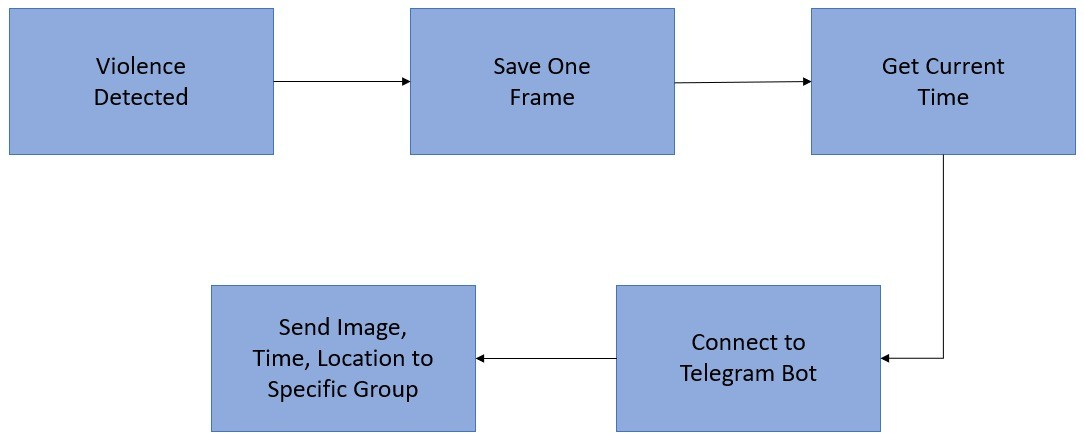 Violence
Detected
Save One
Frame
Get Current
Time
Connect to
Telegram Bot
Send Image,
Time, Location to
Specific Group